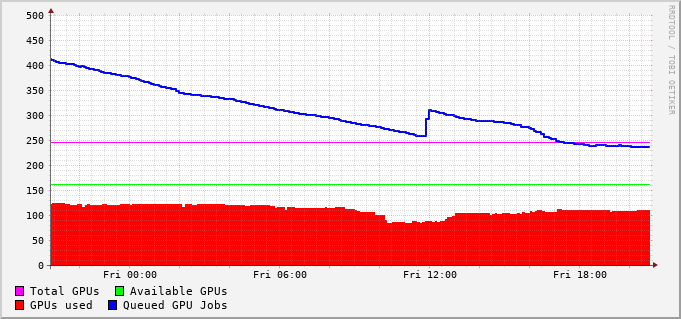 500
450
400
350
300
250
200
150
100
50
0
Fri 00:00 Fri 06:00 Fri 12:00 Fri 18:00
Total GPUs Available GPUs
GPUs used Queued GPU Jobs
RRDTOOL / TOBI OETIKER